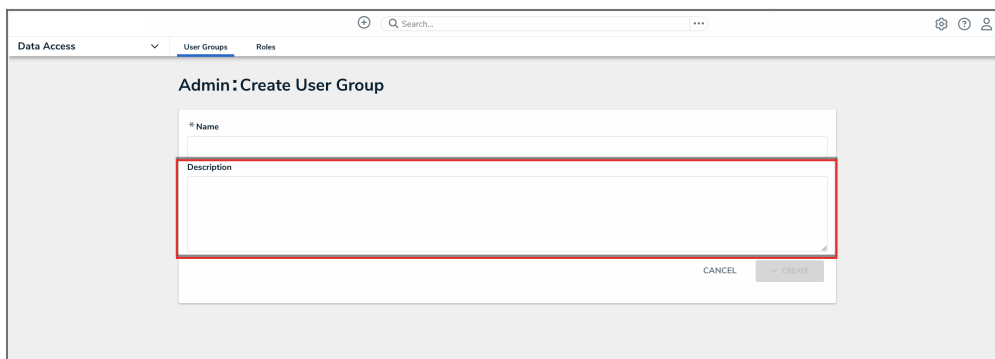 Search...
Data Access
User Groups
Roles
Admin:Create User Group
* Name
Description
CANCEL
CREATE